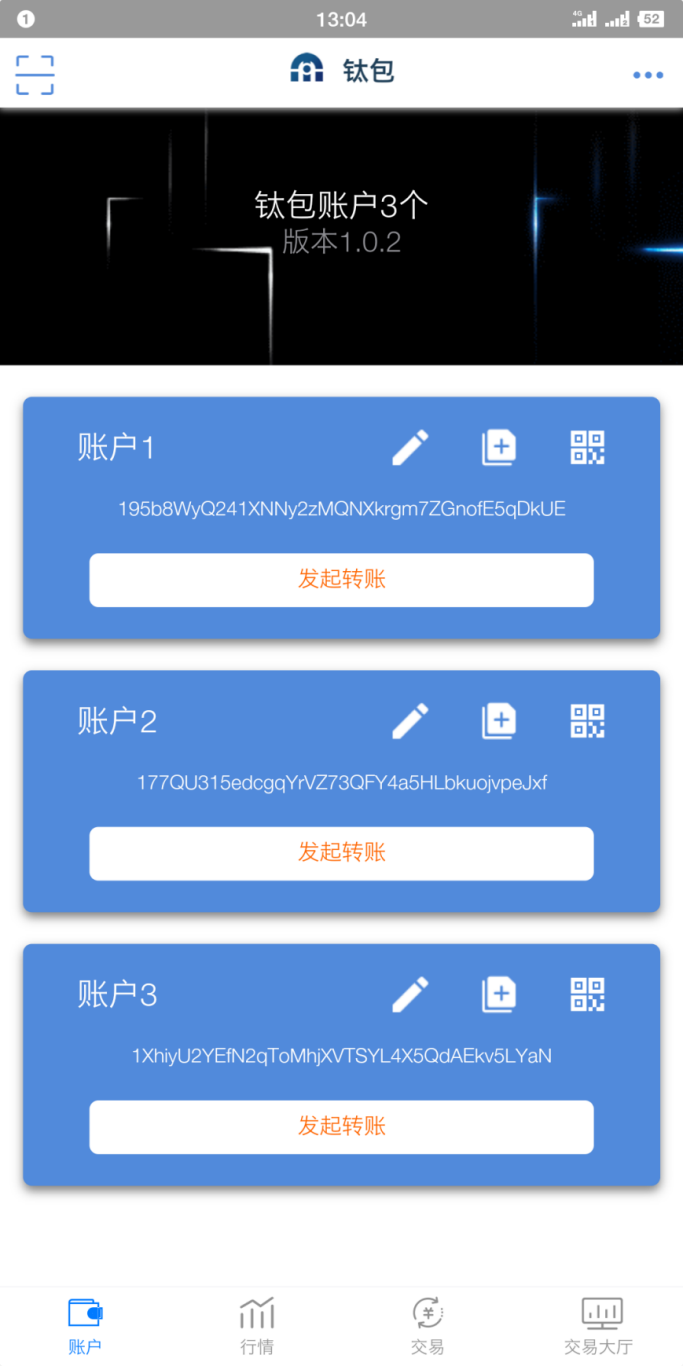 1 13:04 4G 1 2 52
钛包
钛包账户3个
版本1.0.2
账户1
195b8WyQ241XNNy2zMQNXkrgm7ZGnofE5qDkUE
发起转账
账户2
177QU315edcgqYrVZ73QFY4a5HLbkuojvpeJxf
发起转账
账户3
1XhiyU2YEfN2qToMhjXVTSYL4X5QdAEkv5LYaN
发起转账
账户 行情 交易 交易大厅